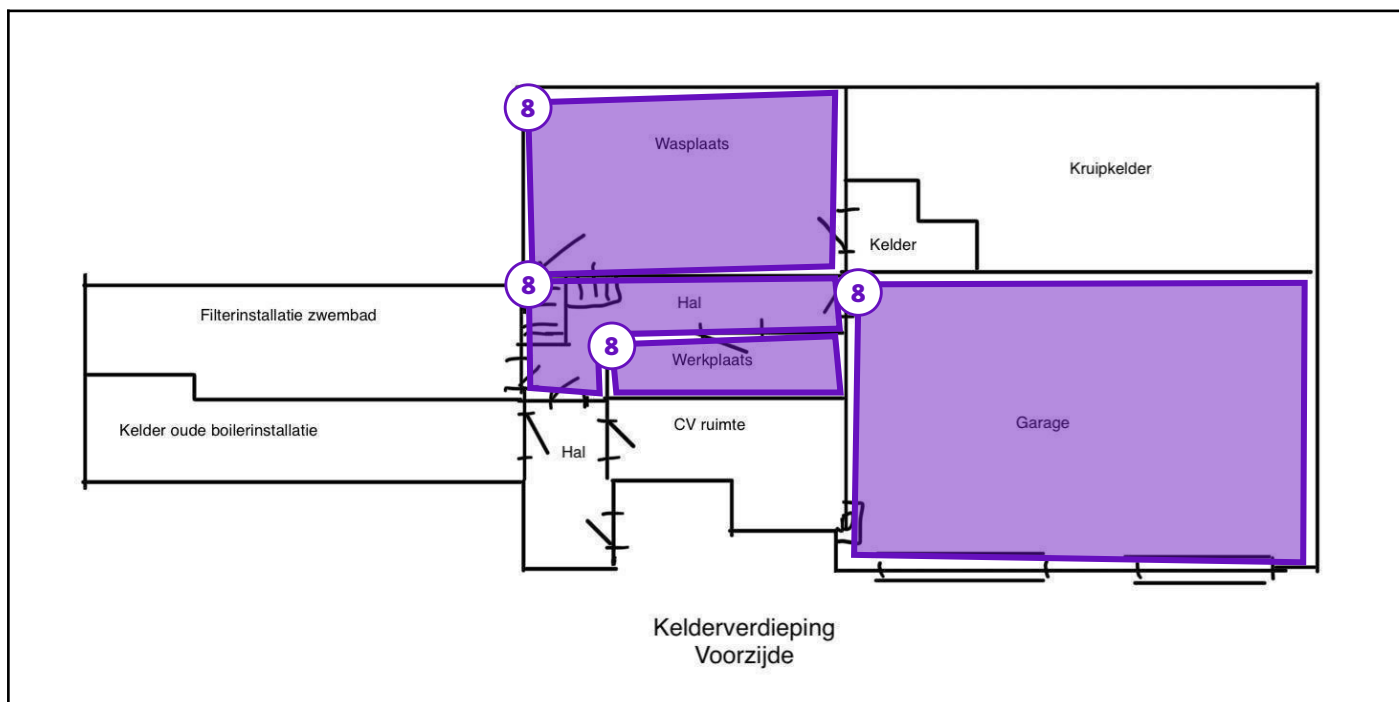 8
Wasplaats
Kruipkelder
Kelder
8
Hal
8
Filterinstallatie zwembad
8
Werkplaats
Kelder oude boilerinstallatie
CV ruimte
Garage
Hal
Kelderverdieping
Voorzijde